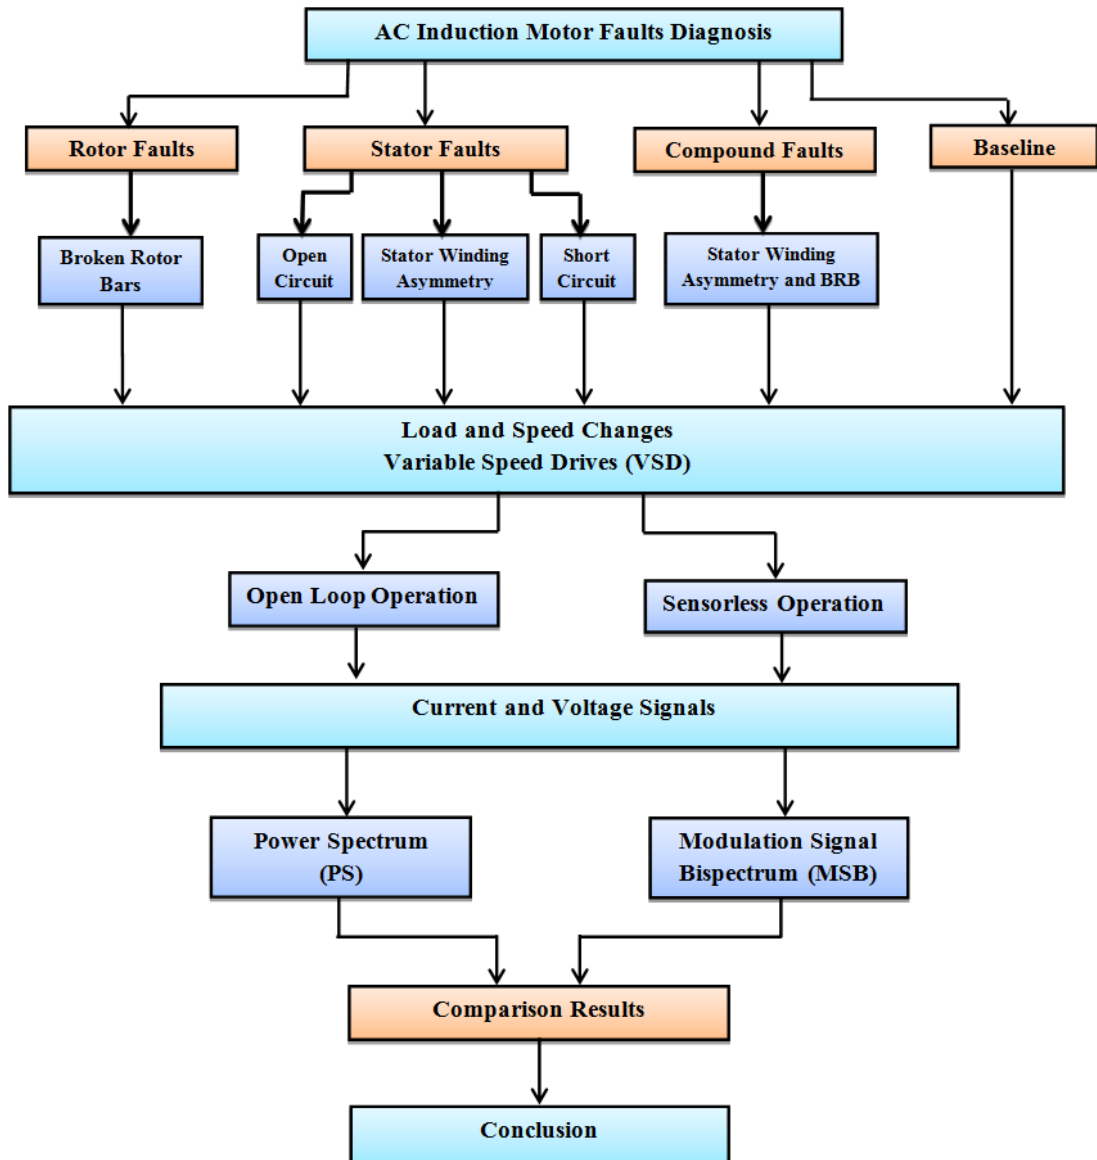 AC Induction Motor Faults Diagnosis
Rotor Faults
Stator Faults
Compound Faults
Baseline
Broken Rotor
Bars
Open
Circuit
Stator Winding
Asymmetry
Short
Circuit
Stator Winding
Asymmetry and BRB
Load and Speed Changes
Variable Speed Drives (VSD)
Open Loop Operation
Sensorless Operation
Current and Voltage Signals
Power Spectrum
(PS)
Modulation Signal
Bispectrum (MSB)
Comparison Results
Conclusion